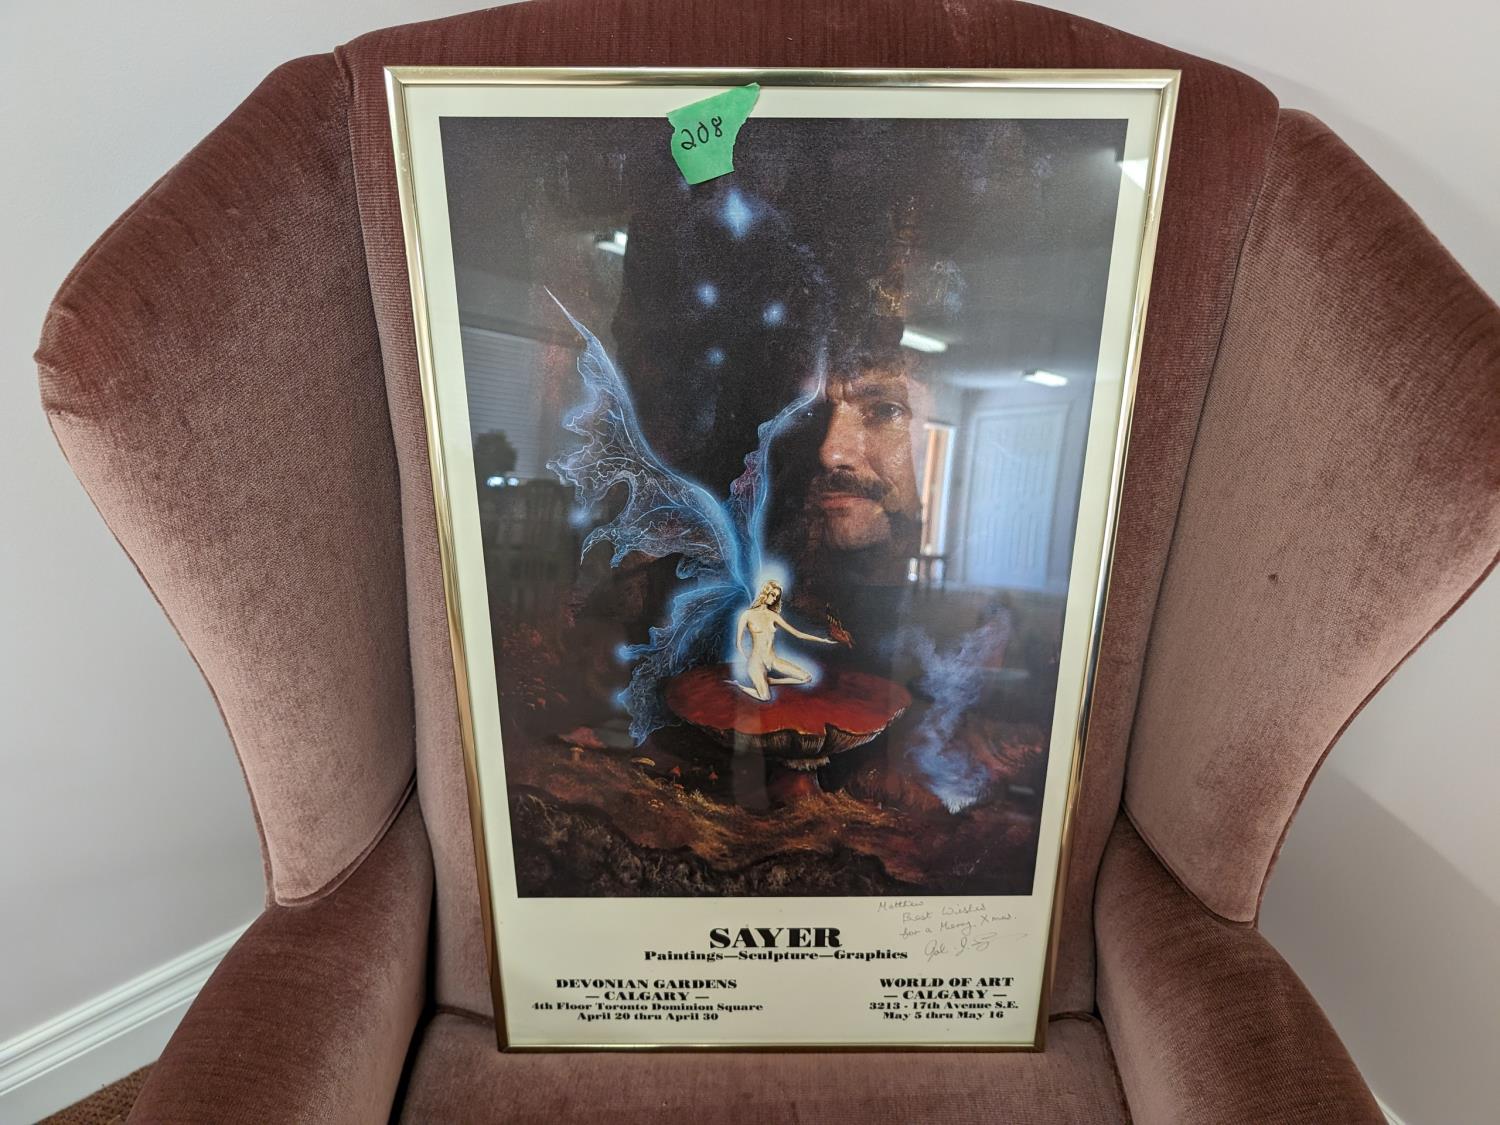 208
Matthew
Best Wishes
for a Merry Xmas.
SAYER
Paintings—Sculpture—Graphics
DEVONIAN GARDENS
— CALGARY —
4th Floor Toronto Dominion Square
April 20 thru April 30
WORLD OF ART
— CALGARY —
3213 - 17th Avenue S.E.
May 5 thru May 16